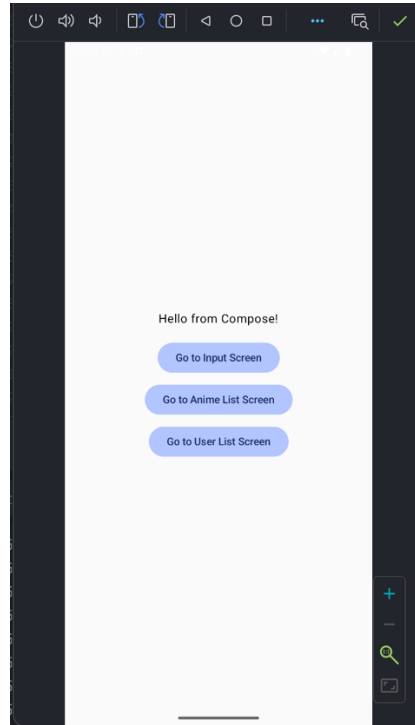 Hello from Compose!
Go to Input Screen
Go to Anime List Screen
Go to User List Screen